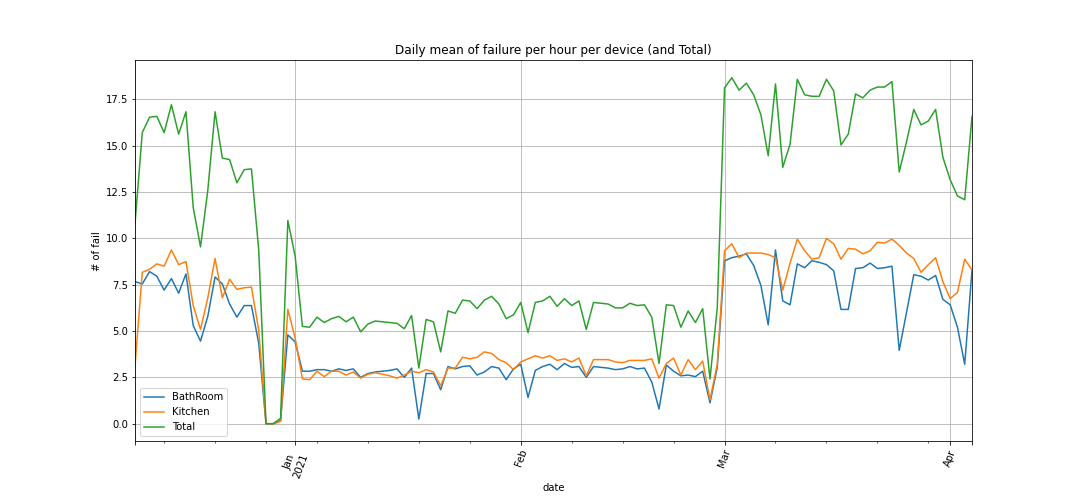 Daily mean of failure per hour per device (and Total)
# of fail
17.5
15.0
12.5
10.0
7.5
5.0
2.5
0.0
BathRoom
Kitchen
Total
Jan
2021
Feb
Mar
Apr
date